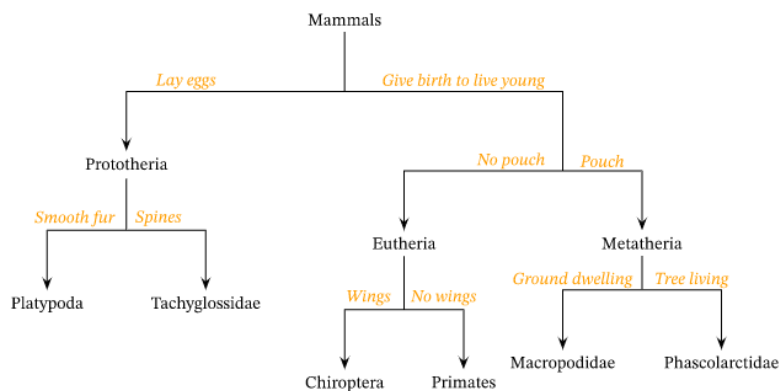 Mammals
Lay eggs
Give birth to live young
Prototheria
No pouch
Pouch
Smooth fur
Spines
Eutheria
Metatheria
Platypoda
Tachyglossidae
Wings
No wings
Ground dwelling
Tree living
Chiroptera
Primates
Macropodidae
Phascolarctidae